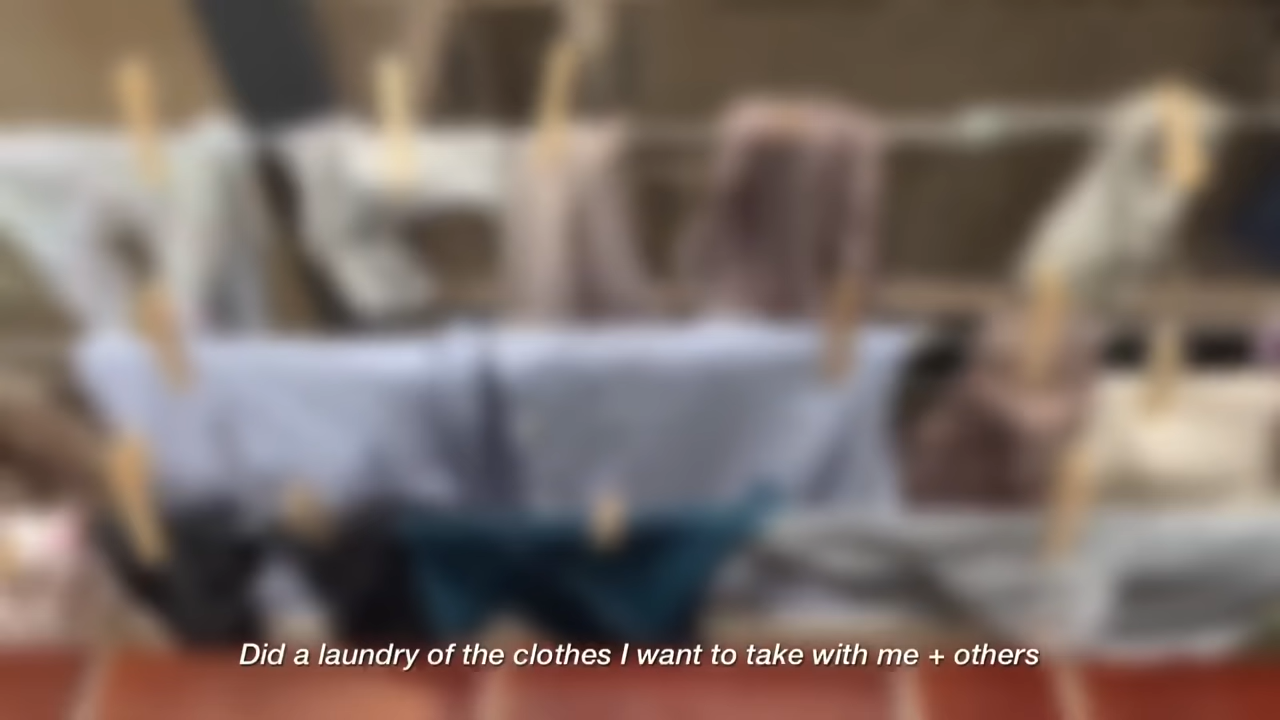 Did a laundry of the clothes I want to take with me + others